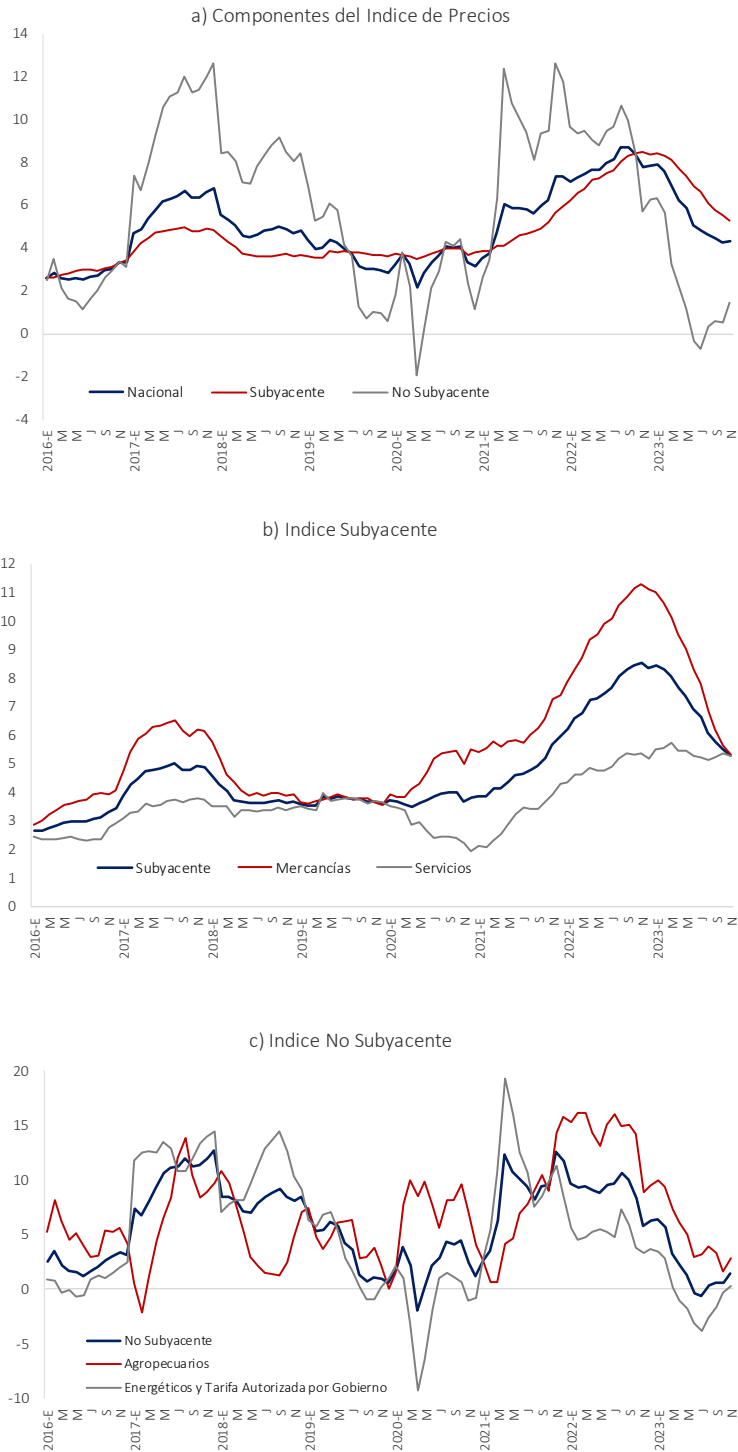 a) Componentes del Indice de Precios
14
12
10
8
6
4
2
0
-2
-4
Nacional Subyacente No Subyacente
2016-E M M J S N 2017-E M M J S N 2018-E M M J S N 2019-E M M J S N 2020-E M M J S N 2021-E M M J S N 2022-E M M J S N 2023-E M M J S N
b) Indice Subyacente
12
11
10
9
8
7
6
5
4
3
2
1
0
Subyacente Mercancías Servicios
2016-E M M J S N 2017-E M M J S N 2018-E M M J S N 2019-E M M J S N 2020-E M M J S N 2021-E M M J S N 2022-E M M J S N 2023-E M M J S N
c) Indice No Subyacente
20
15
10
5
0
-5
-10
No Subyacente
Agropecuarios
Energéticos y Tarifa Autorizada por Gobierno
2016-E M M J S N 2017-E M M J S N 2018-E M M J S N 2019-E M M J S N 2020-E M M J S N 2021-E M M J S N 2022-E M M J S N 2023-E M M J S N